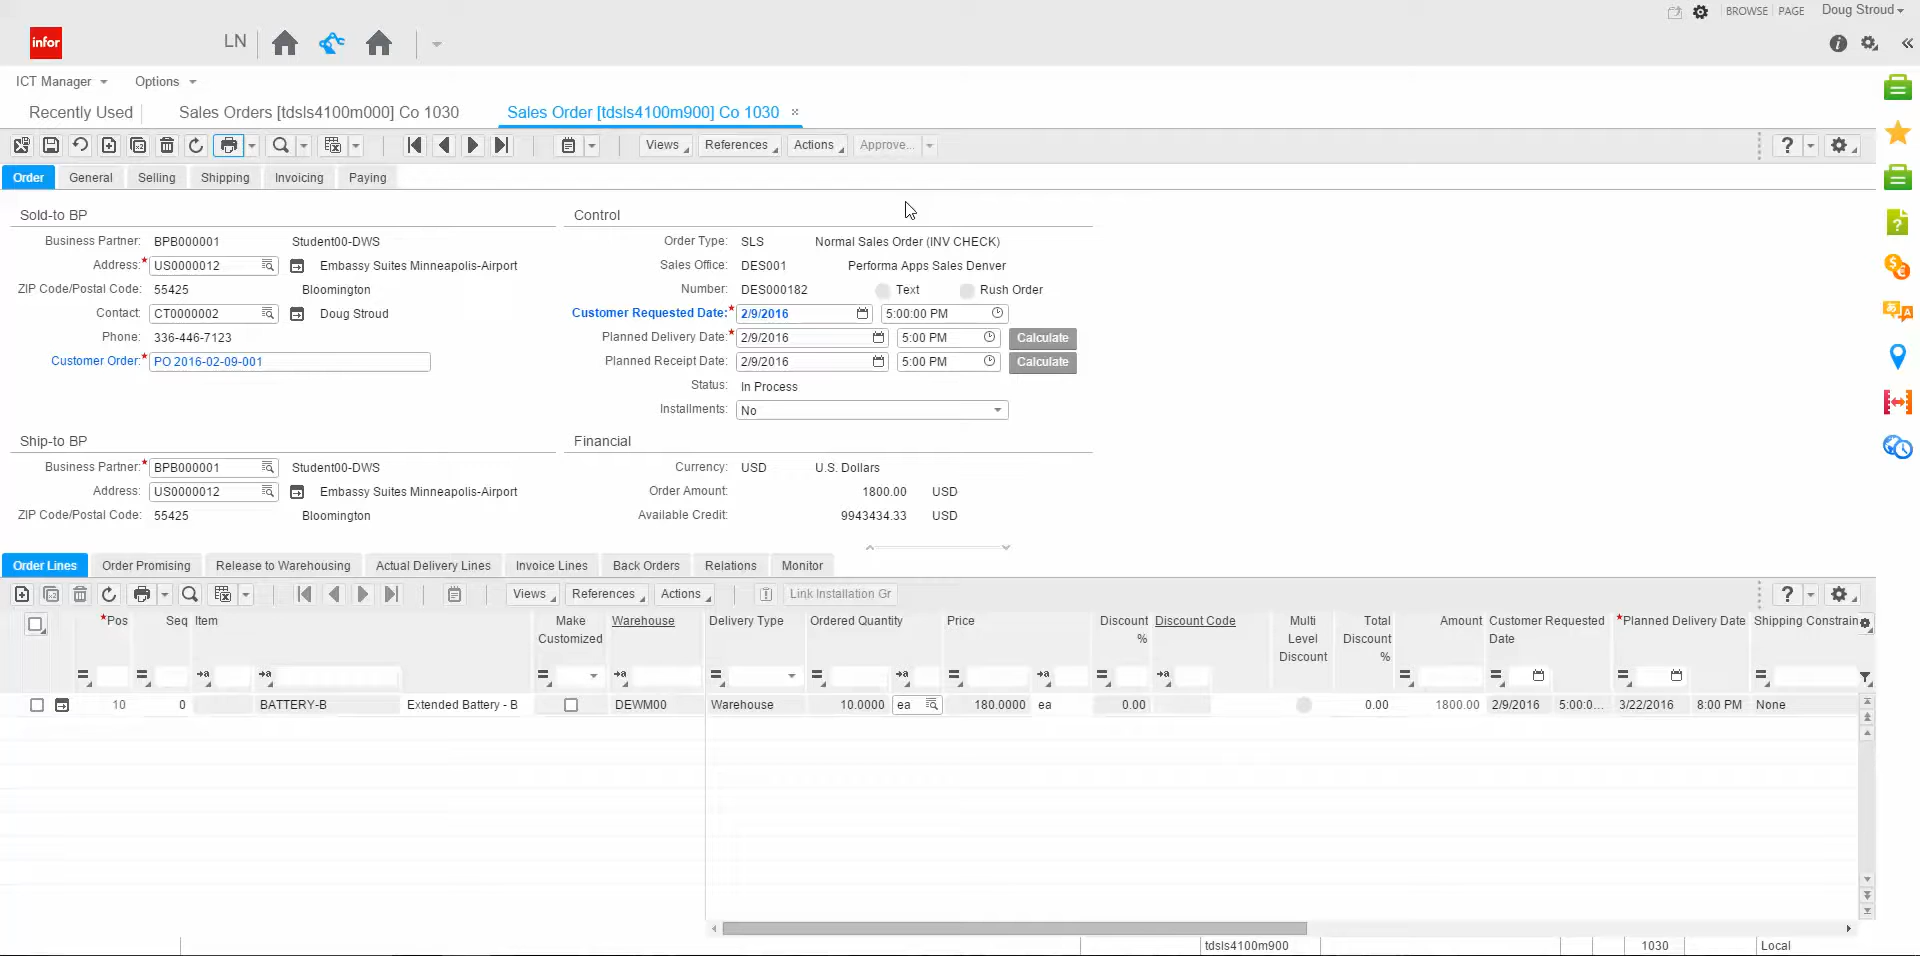 BROWSE PAGE Doug Stroud
infor LN
ICT Manager Options
Recently Used Sales Orders [tdsls4100m000] Co 1030 Sales Order [tdsls4100m900] Co 1030 ×
Views References Actions Approve... ?
Order General Selling Shipping Invoicing Paying
Sold-to BP
Business Partner: BPB000001 Student00-DWS
Address:* US0000012 Embassy Suites Minneapolis-Airport
ZIP Code/Postal Code: 55425 Bloomington
Contact: CT0000002 Doug Stroud
Phone: 336-446-7123
Customer Order:* PO 2016-02-09-001
Control
Order Type: SLS Normal Sales Order (INV CHECK)
Sales Office: DES001 Performa Apps Sales Denver
Number: DES000182 Text Rush Order
Customer Requested Date:* 2/9/2016 5:00:00 PM
Planned Delivery Date:* 2/9/2016 5:00 PM Calculate
Planned Receipt Date: 2/9/2016 5:00 PM Calculate
Status: In Process
Installments: No
Ship-to BP
Business Partner:* BPB000001 Student00-DWS
Address: US0000012 Embassy Suites Minneapolis-Airport
ZIP Code/Postal Code: 55425 Bloomington
Financial
Currency: USD U.S. Dollars
Order Amount: 1800.00 USD
Available Credit: 9943434.33 USD
Order Lines Order Promising Release to Warehousing Actual Delivery Lines Invoice Lines Back Orders Relations Monitor
Views References Actions Link Installation Gr ?
*Pos Seq Item Make Customized Warehouse Delivery Type Ordered Quantity Price Discount % Discount Code Multi Level Discount Total Discount % Amount Customer Requested Date *Planned Delivery Date Shipping Constrain
10 0 BATTERY-B Extended Battery - B DEWM00 Warehouse 10.0000 ea 180.0000 ea 0.00 0.00 1800.00 2/9/2016 5:00:0... 3/22/2016 8:00 PM None
tdsls4100m900 1030 Local